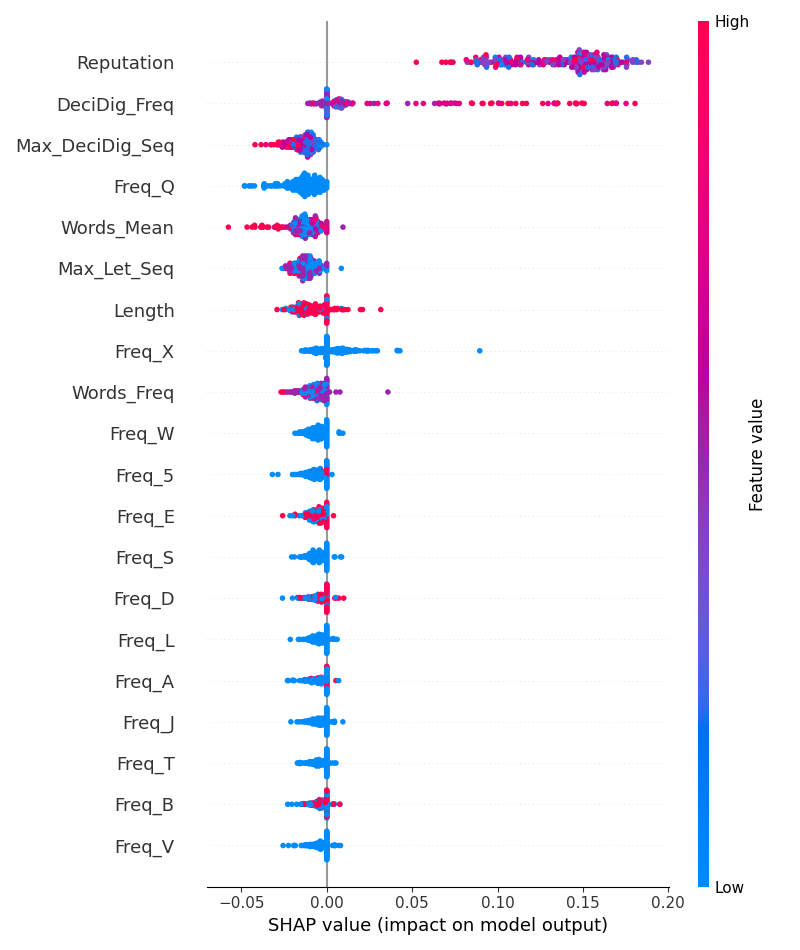 High
Reputation
DeciDig_Freq
Max_DeciDig_Seq
Freq_Q
Words_Mean
Max_Let_Seq
Length
Freq_X
Words_Freq
Freq_W
Freq_5
Freq_E
Freq_S
Freq_D
Freq_L
Freq_A
Freq_J
Freq_T
Freq_B
Freq_V
Feature value
Low
−0.05 0.00 0.05 0.10 0.15 0.20
SHAP value (impact on model output)